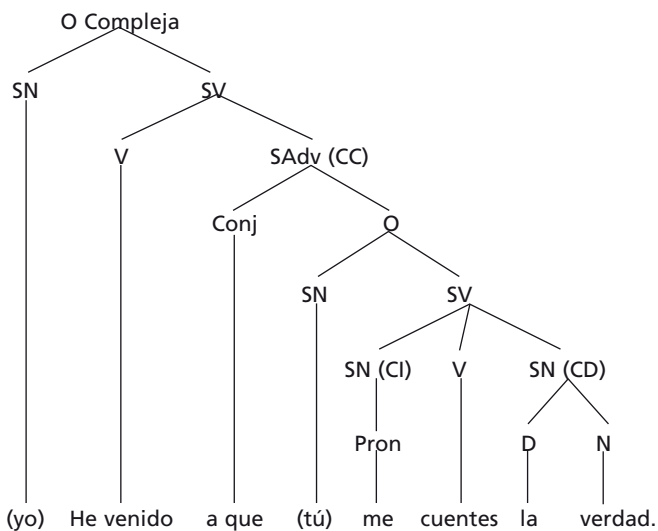 O Compleja
SN SV
V SAdv (CC)
Conj O
SN SV
SN (CI) V SN (CD)
Pron D N
(yo) He venido a que (tú) me cuentes la verdad.